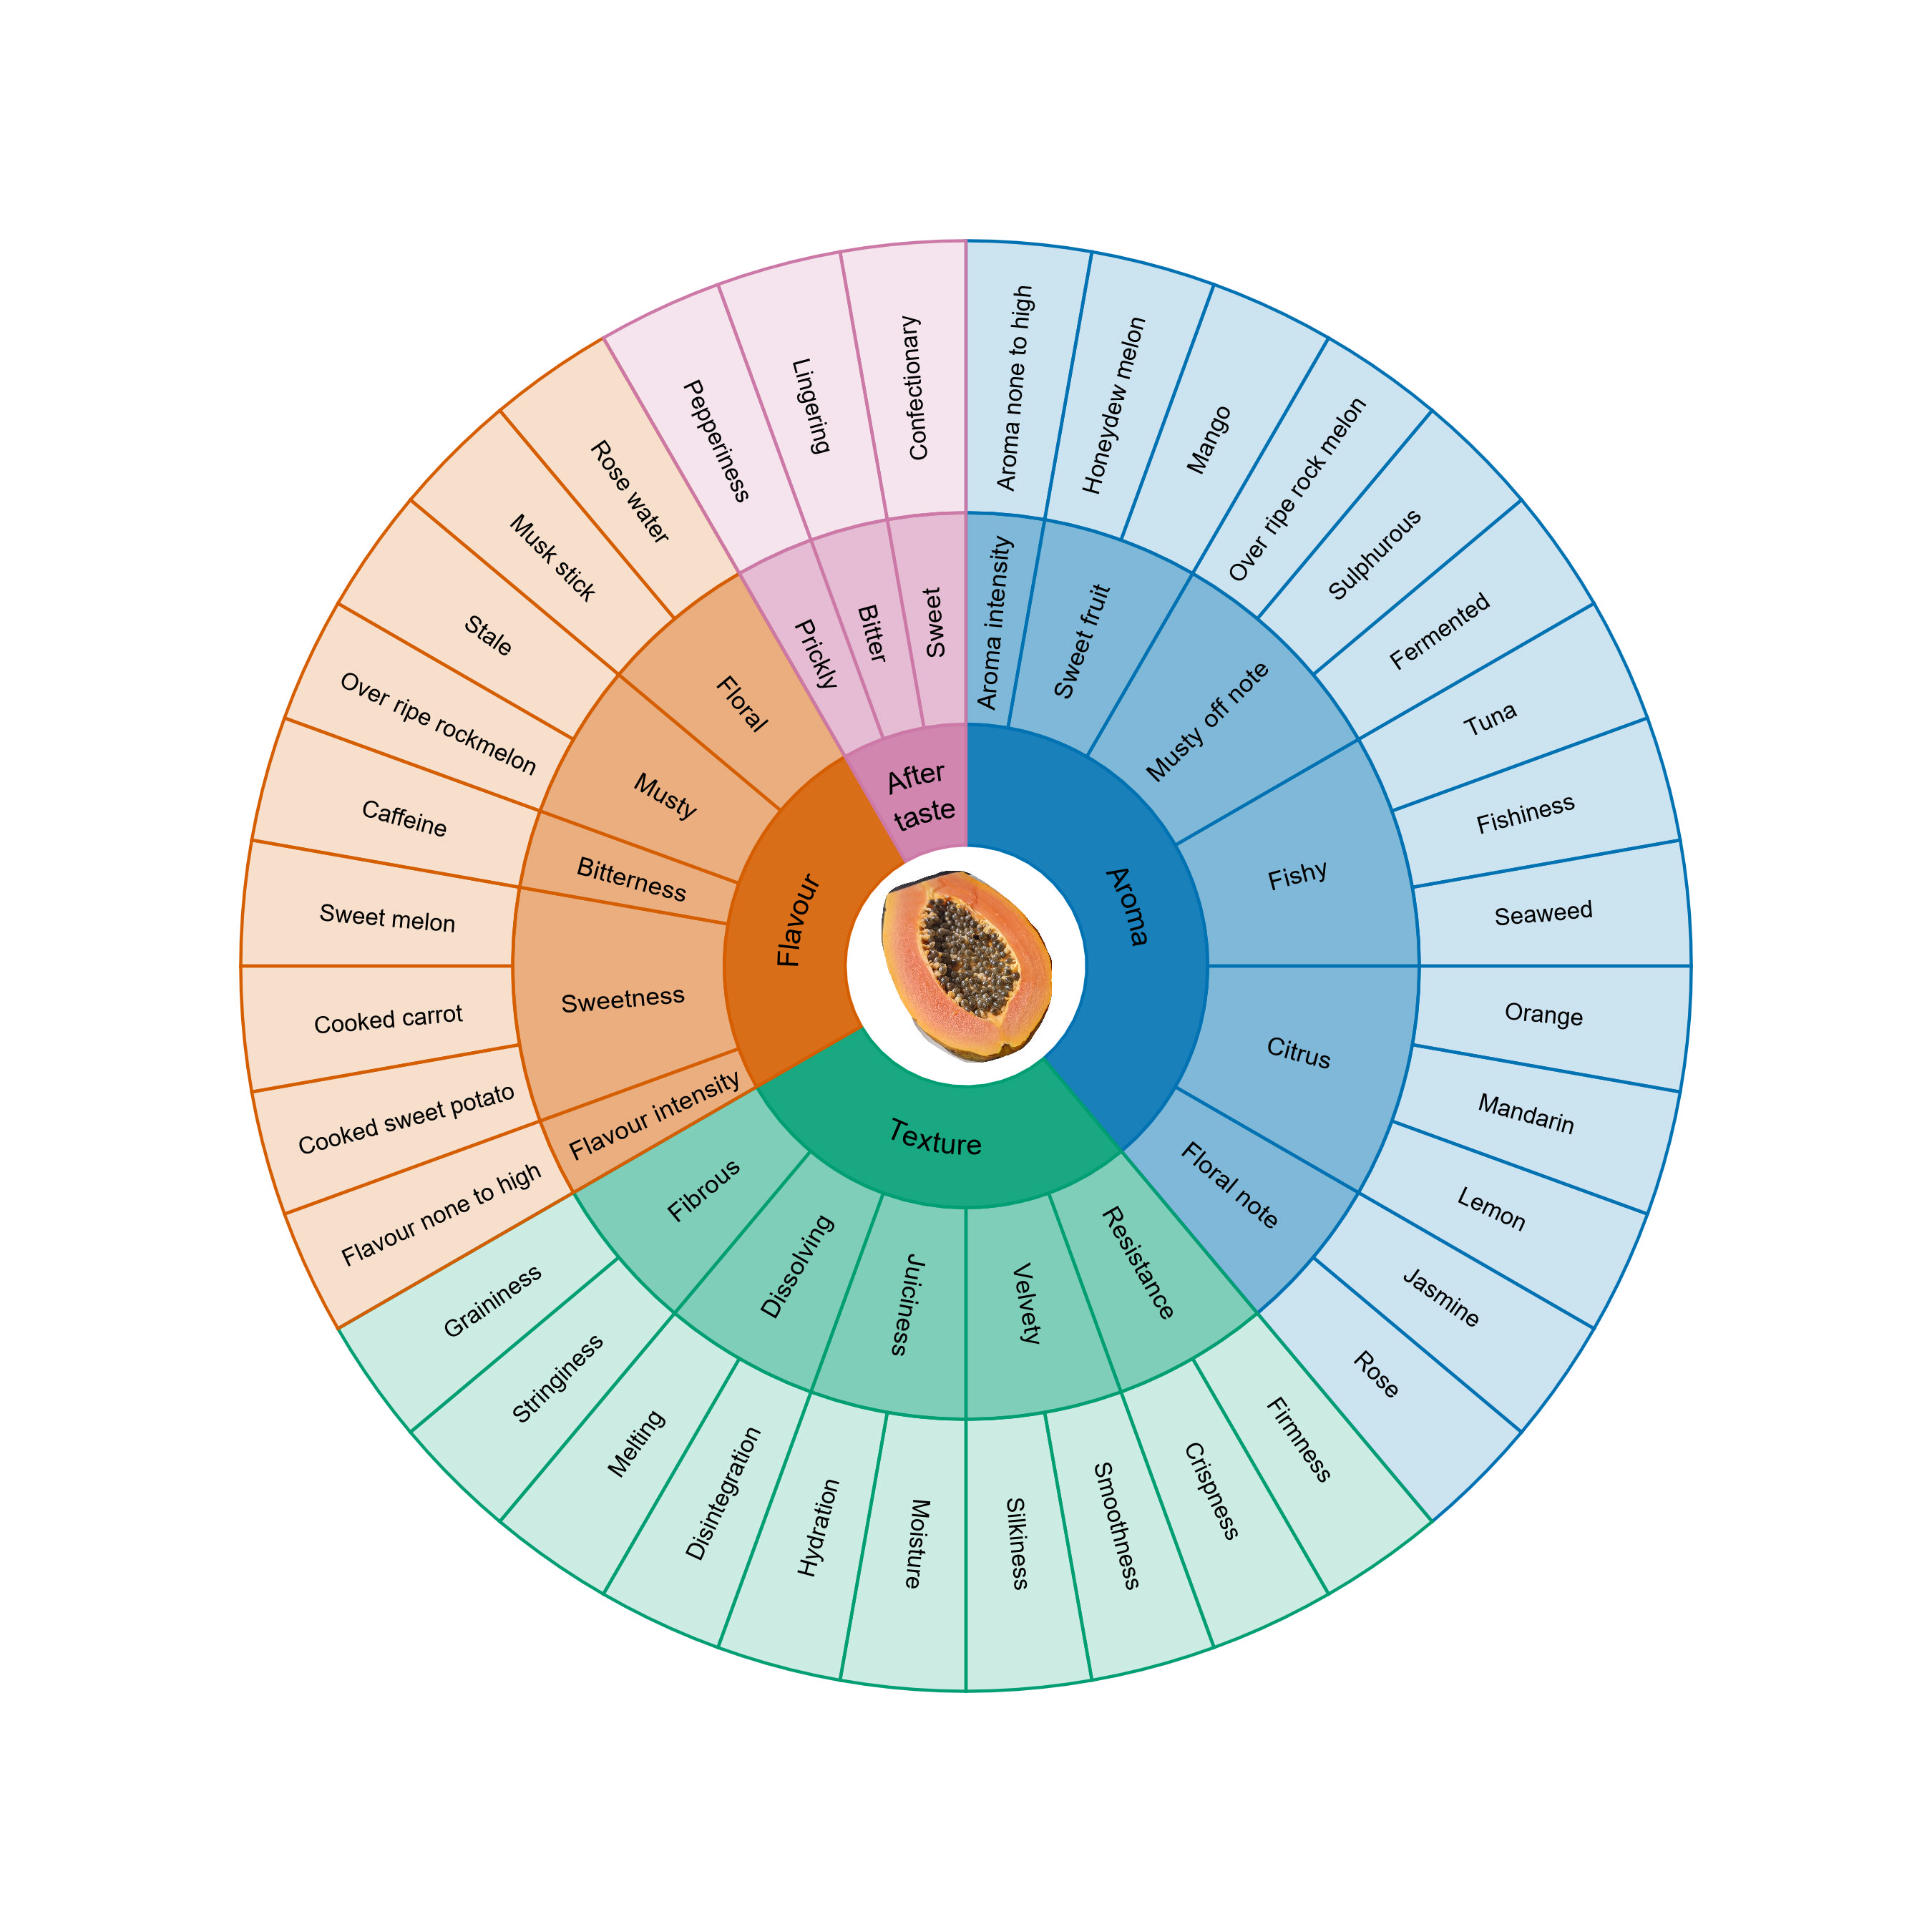 After
taste
Aroma
Texture
Flavour
Aroma intensity
Sweet fruit
Musty off note
Fishy
Citrus
Floral note
Resistance
Velvety
Juiciness
Dissolving
Fibrous
Flavour intensity
Sweetness
Bitterness
Musty
Floral
Prickly
Bitter
Sweet
Aroma none to high
Honeydew melon
Mango
Over ripe rock melon
Sulphurous
Fermented
Tuna
Fishiness
Seaweed
Orange
Mandarin
Lemon
Jasmine
Rose
Firmness
Crispness
Smoothness
Silkiness
Moisture
Hydration
Disintegration
Melting
Stringiness
Graininess
Flavour none to high
Cooked sweet potato
Cooked carrot
Sweet melon
Caffeine
Over ripe rockmelon
Stale
Musk stick
Rose water
Pepperiness
Lingering
Confectionary